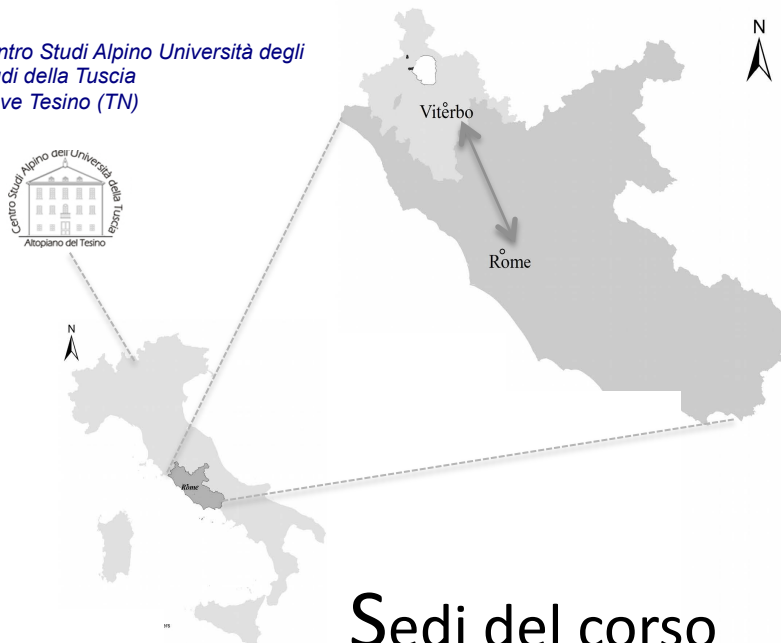 ntro Studi Alpino Università degli
udi della Tuscia
ve Tesino (TN)
Centro Studi Alpino dell'Università della Tuscia
Altopiano del Tesino
N
Viterbo
Rome
N
Rome
Sedi del corso